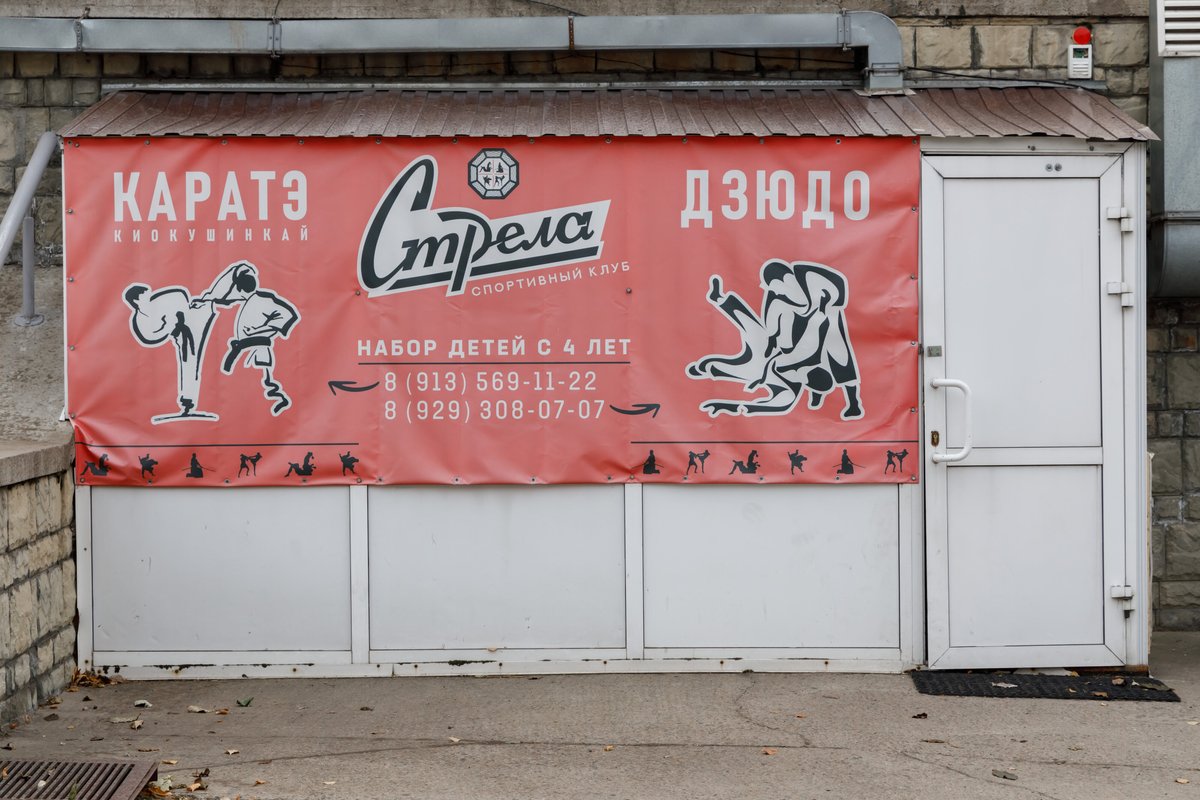 КАРАТЭ
КИОКУШИНКАЙ
Стрела
СПОРТИВНЫЙ КЛУБ
ДЗЮДО
НАБОР ДЕТЕЙ С 4 ЛЕТ
8 (913) 569-11-22
8 (929) 308-07-07